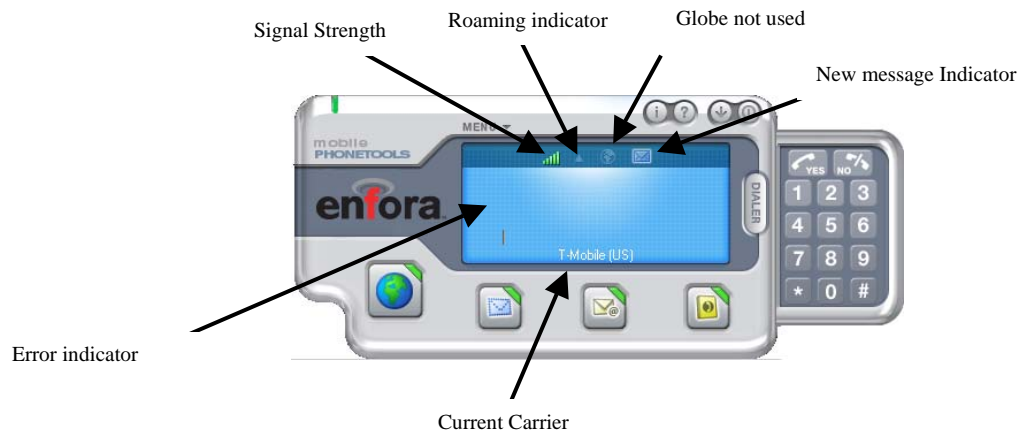 Roaming indicator
Globe not used
Signal Strength
New message Indicator
i ?
MENU
mobile
PHONETOOLS
YES NO
enfora
DIALER
1 2 3
4 5 6
7 8 9
* 0 #
T-Mobile (US)
@
Error indicator
Current Carrier